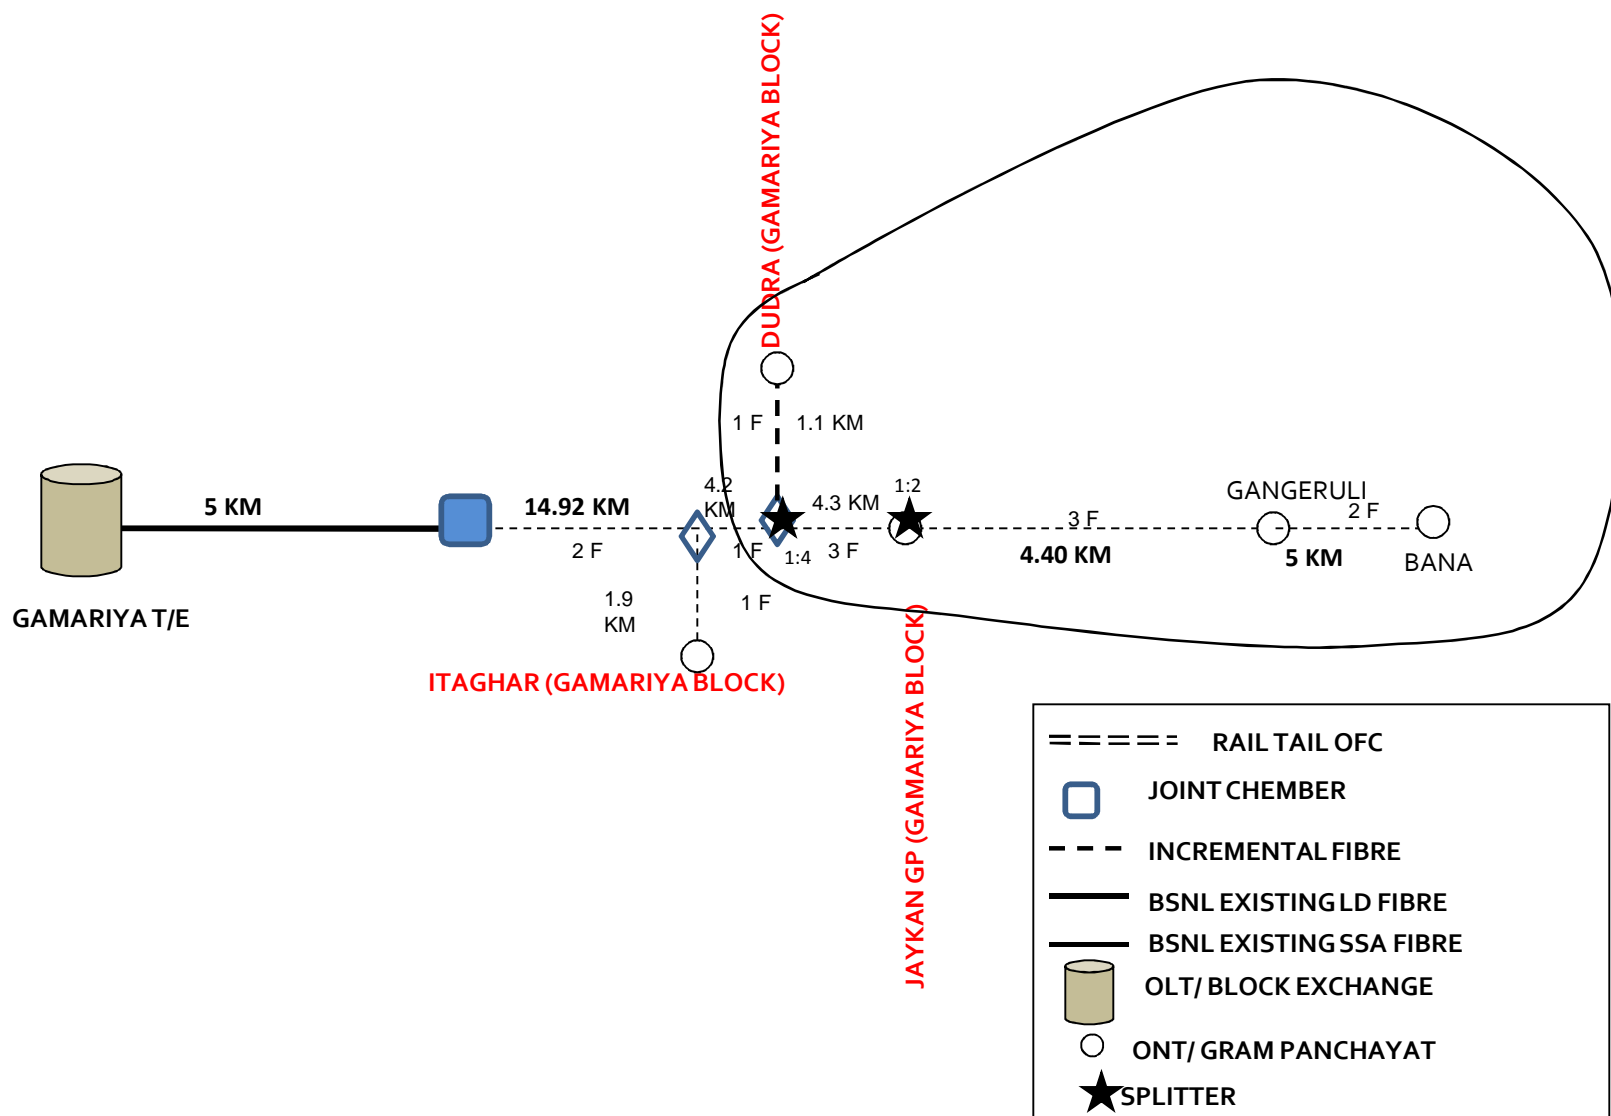 DUDRA (GAMARIYA BLOCK)
1 F
1.1 KM
5 KM
14.92 KM
4.2
KM
4.3 KM
1:2
GANGERULI
2 F
3 F
2 F
1 F
1:4
3 F
4.40 KM
5 KM
BANA
GAMARIYA T/E
1.9
KM
1 F
ITAGHAR (GAMARIYA BLOCK)
JAYKAN GP (GAMARIYA BLOCK)
RAIL TAIL OFC
JOINT CHEMBER
INCREMENTAL FIBRE
BSNL EXISTING LD FIBRE
BSNL EXISTING SSA FIBRE
OLT/ BLOCK EXCHANGE
ONT/ GRAM PANCHAYAT
SPLITTER